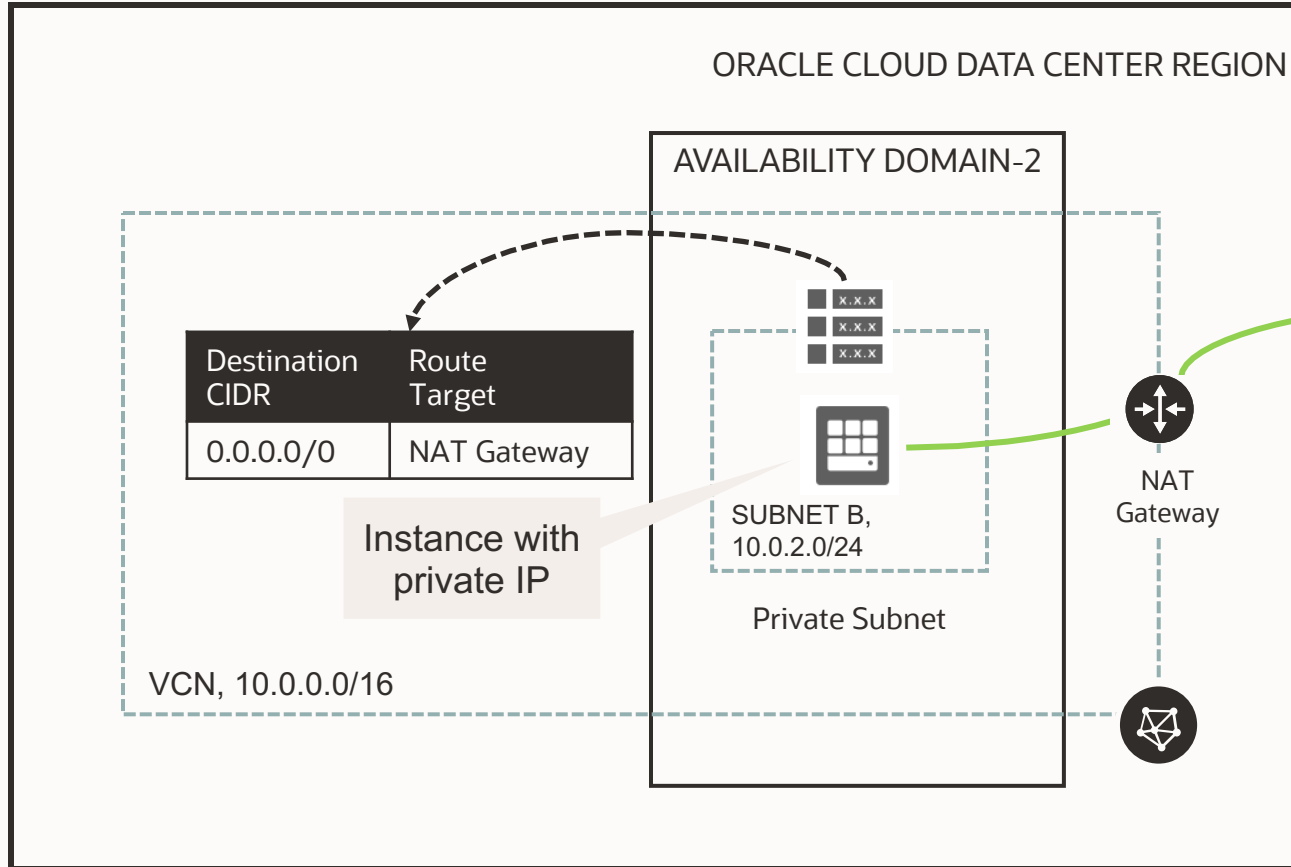 ORACLE CLOUD DATA CENTER REGION
AVAILABILITY DOMAIN-2
x.x.x
x.x.x
x.x.x
Destination
CIDR
Route
Target
0.0.0.0/0
NAT Gateway
Instance with
private IP
SUBNET B,
10.0.2.0/24
Private Subnet
NAT
Gateway
VCN, 10.0.0.0/16